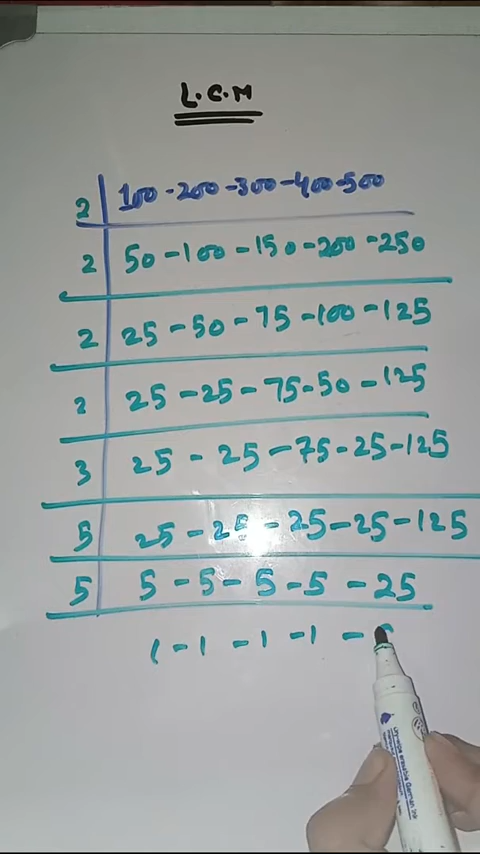 L.C.M
2 100 - 200 - 300 - 400 - 500
2 50 - 100 - 150 - 200 - 250
2 25 - 50 - 75 - 100 - 125
2 25 - 25 - 75 - 50 - 125
3 25 - 25 - 75 - 25 - 125
5 25 - 25 - 25 - 25 - 125
5 5 - 5 - 5 - 5 - 25
1 - 1 - 1 - 1 -